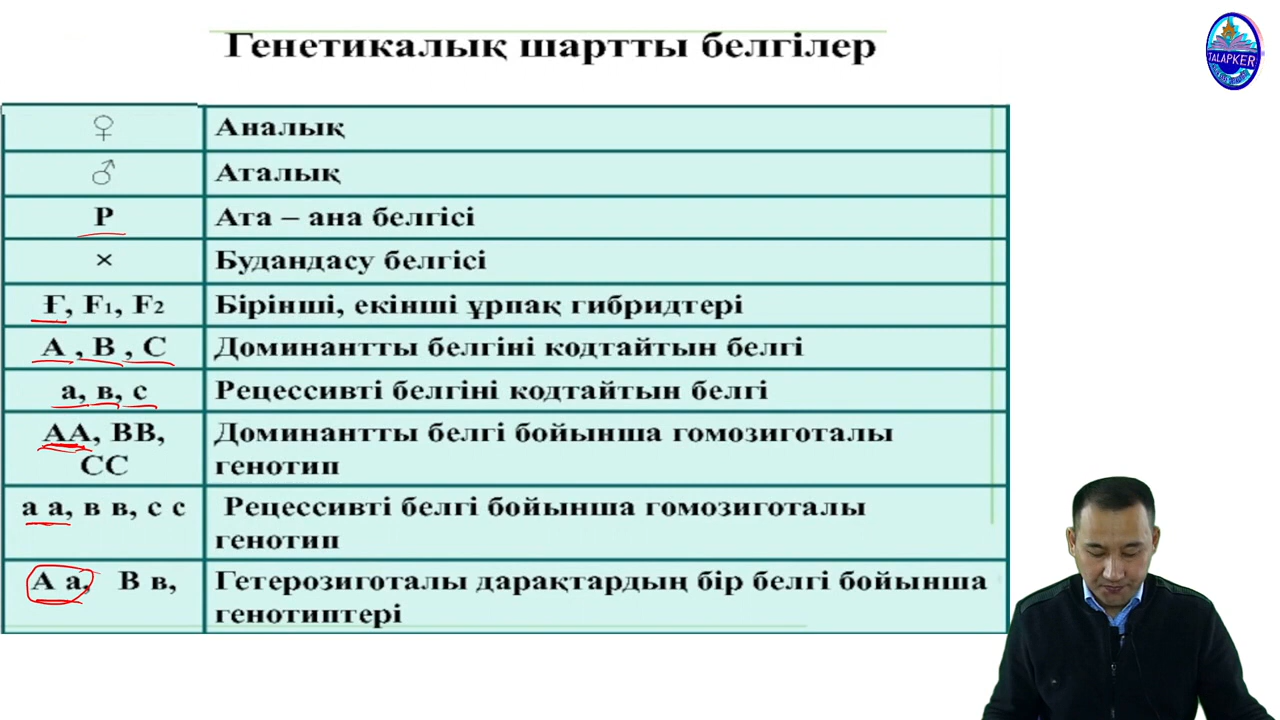 Генетикалық шартты белгілер
TALAPKER
♀ Аналық
♂ Аталық
Р Ата – ана белгісі
× Будандасу белгісі
F, F1, F2 Бірінші, екінші ұрпақ гибридтері
А , В , С Доминантты белгіні кодтайтын белгі
а, в, с Рецессивті белгіні кодтайтын белгі
АА, ВВ, Доминантты белгі бойынша гомозиготалы
СС генотип
а а, в в, с с Рецессивті белгі бойынша гомозиготалы
генотип
А а, В в, Гетерозиготалы дарақтардың бір белгі бойынша
генотиптері